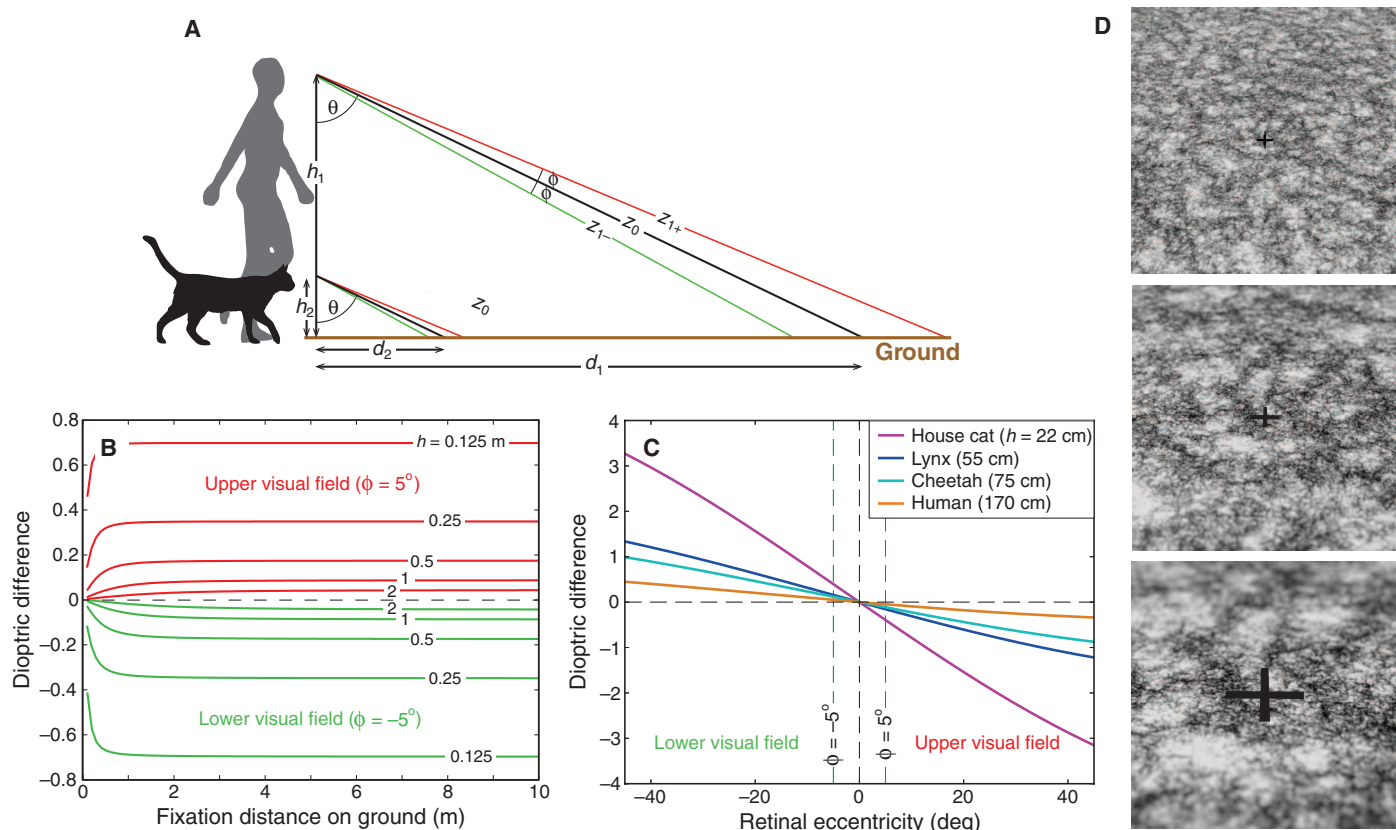 A
θ
h1
ϕ
ϕ
z1+
z0
z1−
h2
θ
z0
d2
d1
Ground
B
0.8
0.6
0.4
0.2
0
−0.2
−0.4
−0.6
−0.8
Dioptric difference
h = 0.125 m
Upper visual field (ϕ = 5°)
0.25
0.5
1
2
2
1
0.5
0.25
Lower visual field (ϕ = −5°)
0.125
0 2 4 6 8 10
Fixation distance on ground (m)
C
4
3
2
1
0
−1
−2
−3
−4
Dioptric difference
House cat (h = 22 cm)
Lynx (55 cm)
Cheetah (75 cm)
Human (170 cm)
Lower visual field
ϕ = −5°
ϕ = 5°
Upper visual field
−40 −20 0 20 40
Retinal eccentricity (deg)
D